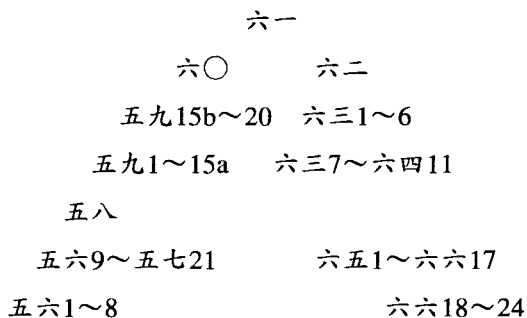 六一
六〇 六二
五九15b～20 六三1～6
五九1～15a 六三7～六四11
五八
五六9～五七21 六五1～六六17
五六1～8 六六18～24